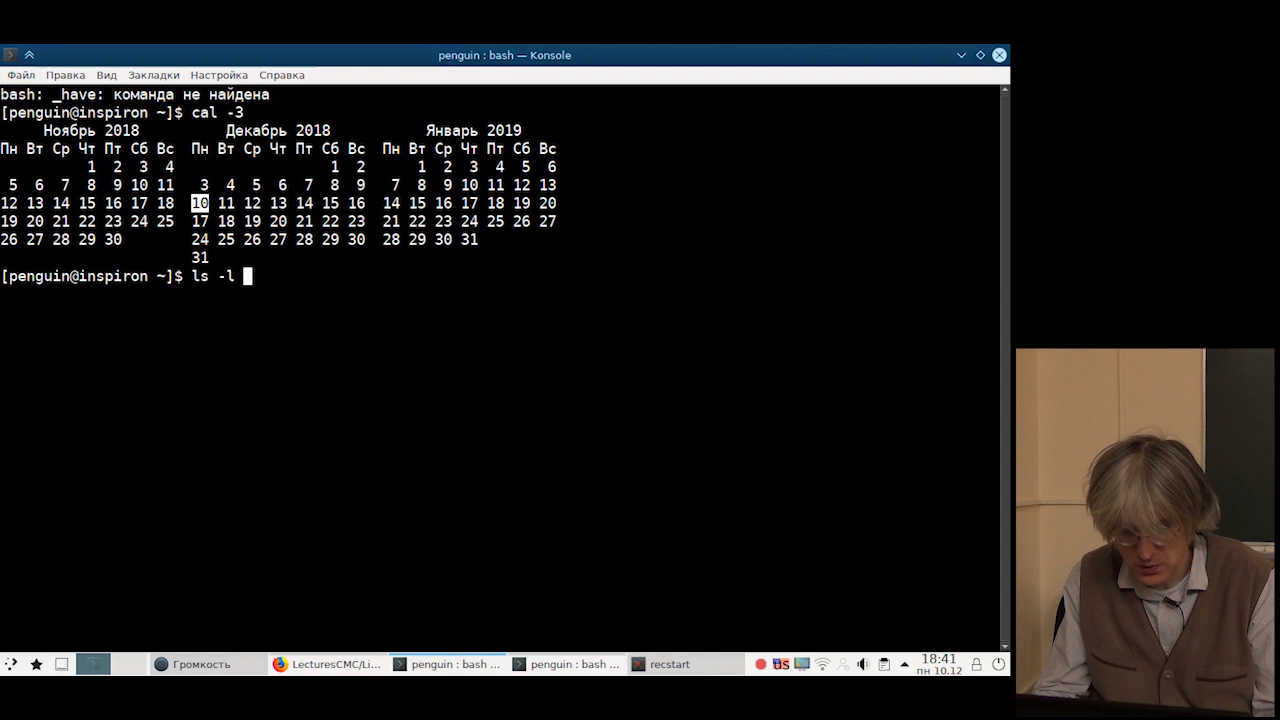 penguin : bash — Konsole
Файл Правка Вид Закладки Настройка Справка
bash: _have: команда не найдена
[penguin@inspiron ~]$ cal -3
Ноябрь 2018 Декабрь 2018 Январь 2019
Пн Вт Ср Чт Пт Сб Вс Пн Вт Ср Чт Пт Сб Вс Пн Вт Ср Чт Пт Сб Вс
1 2 3 4 1 2 1 2 3 4 5 6
5 6 7 8 9 10 11 3 4 5 6 7 8 9 7 8 9 10 11 12 13
12 13 14 15 16 17 18 10 11 12 13 14 15 16 14 15 16 17 18 19 20
19 20 21 22 23 24 25 17 18 19 20 21 22 23 21 22 23 24 25 26 27
26 27 28 29 30 24 25 26 27 28 29 30 28 29 30 31
31
[penguin@inspiron ~]$ ls -l
Громкость LecturesCMC/Li... penguin : bash ... penguin : bash ... recstart us 18:41
пн 10.12